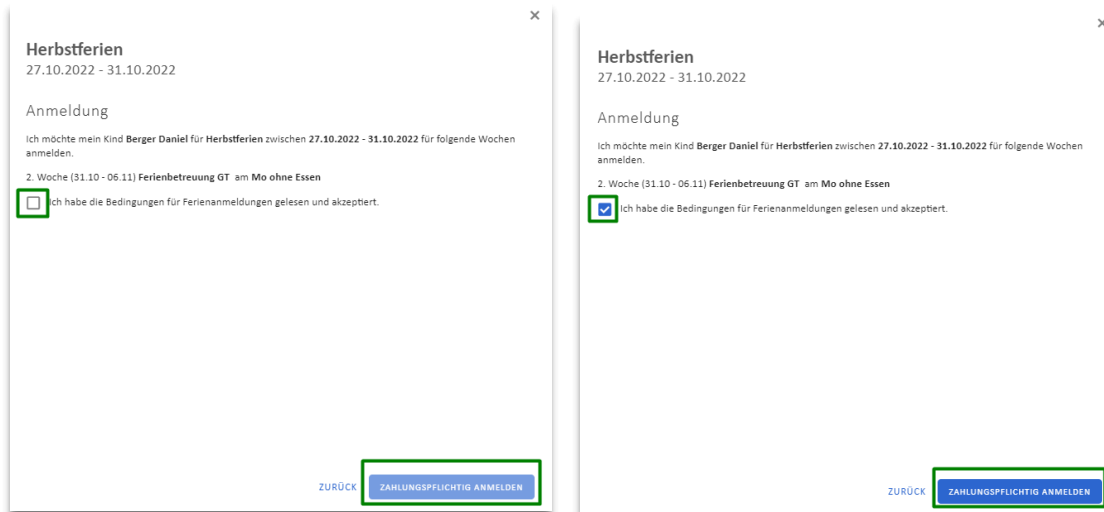 ×
Herbstferien
27.10.2022 - 31.10.2022
Anmeldung
Ich möchte mein Kind Berger Daniel für Herbstferien zwischen 27.10.2022 - 31.10.2022 für folgende Wochen
anmelden.
2. Woche (31.10 - 06.11) Ferienbetreuung GT am Mo ohne Essen
Ich habe die Bedingungen für Ferienanmeldungen gelesen und akzeptiert.
ZURÜCK ZAHLUNGSPFLICHTIG ANMELDEN
×
Herbstferien
27.10.2022 - 31.10.2022
Anmeldung
Ich möchte mein Kind Berger Daniel für Herbstferien zwischen 27.10.2022 - 31.10.2022 für folgende Wochen
anmelden.
2. Woche (31.10 - 06.11) Ferienbetreuung GT am Mo ohne Essen
Ich habe die Bedingungen für Ferienanmeldungen gelesen und akzeptiert.
ZURÜCK ZAHLUNGSPFLICHTIG ANMELDEN